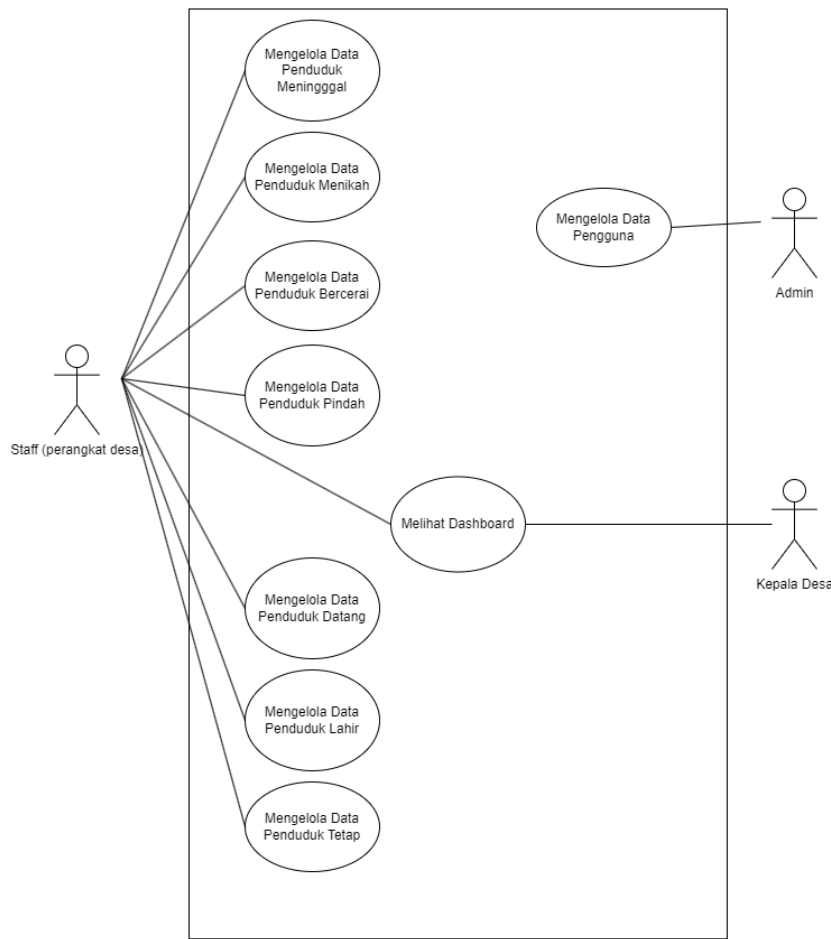 Mengelola Data
Penduduk
Meningggal
Mengelola Data
Penduduk Menikah
Mengelola Data
Pengguna
Admin
Mengelola Data
Penduduk Bercerai
Mengelola Data
Penduduk Pindah
Staff (perangkat desa)
Melihat Dashboard
Kepala Desa
Mengelola Data
Penduduk Datang
Mengelola Data
Penduduk Lahir
Mengelola Data
Penduduk Tetap